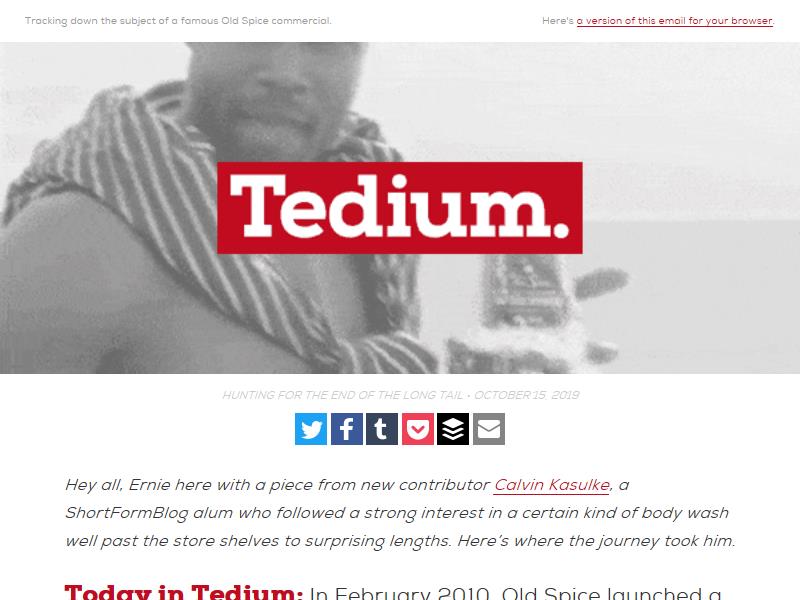 Tracking down the subject of a famous Old Spice commercial.
Here's a version of this email for your browser.
Tedium.
HUNTING FOR THE END OF THE LONG TAIL • OCTOBER 15, 2019
Hey all, Ernie here with a piece from new contributor Calvin Kasulke, a
ShortFormBlog alum who followed a strong interest in a certain kind of body wash
well past the store shelves to surprising lengths. Here's where the journey took him.
Today in Tedium: In February 2010, Old Spice launched a